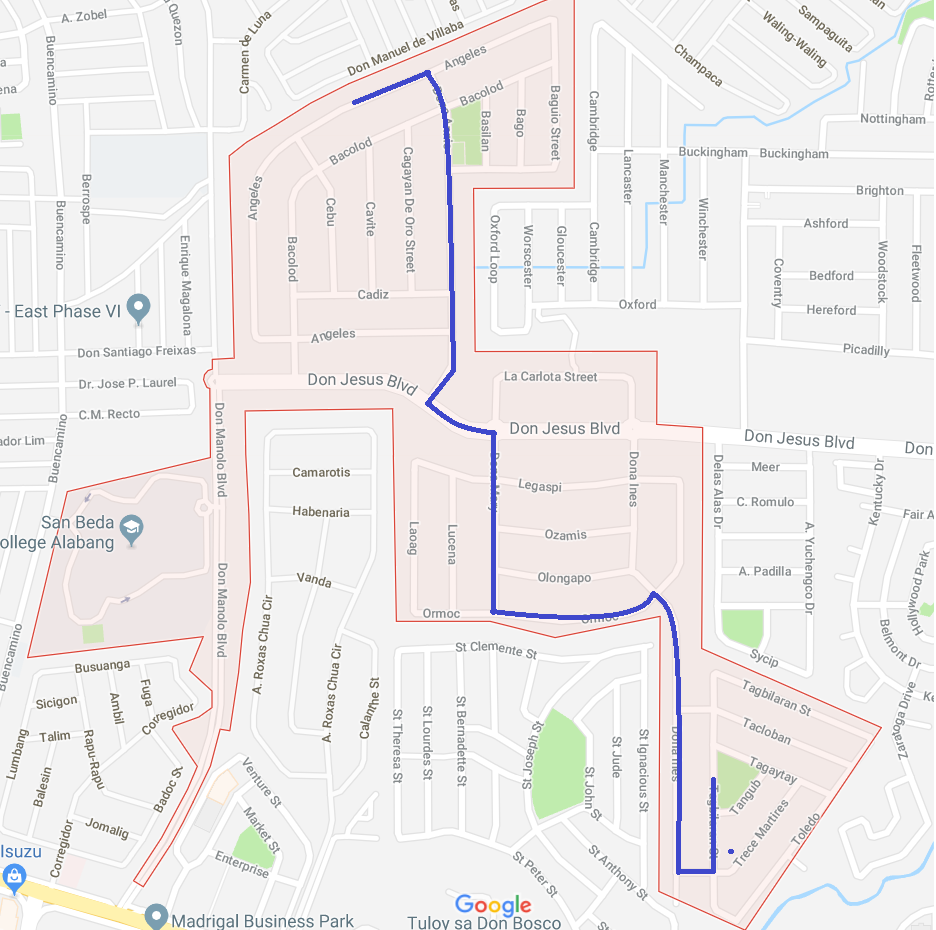 A. Zobel
Quezon
Carmen de Luna
Don Manuel de Villaba
Angeles
Sampaguita
Waling-Waling
Champaca
Buencamino
Bacolod
Basilan
Bago
Baguio Street
Cambridge
Nottingham
Buckingham
Buckingham
Bacolod
Cagayan De Oro Street
Lancaster
Manchester
Berrospe
Angeles
Cebu
Cavite
Brighton
Buencamino
Enrique Magalona
Bacolod
Oxford Loop
Worscester
Gloucester
Cambridge
Winchester
Ashford
Woodstock
Fleetwood
Coventry
Bedford
Hereford
Cadiz
Oxford
- East Phase VI
Angeles
Don Santiago Freixas
Picadilly
Dr. Jose P. Laurel
Don Jesus Blvd
La Carlota Street
C.M. Recto
Don Manolo Blvd
Don Jesus Blvd
Don Jesus Blvd
Don
ador Lim
Buencamino
Camarotis
Dona Mary
Legaspi
Dona Ines
Delas Alas Dr
Meer
Kentucky Dr
C. Romulo
Habenaria
San Beda
ollege Alabang
Laoag
Lucena
Ozamis
A. Yuchengco Dr
Fair A
Olongapo
A. Padilla
Vanda
Don Manolo Blvd
A. Roxas Chua Cir
Ormoc
Ormoc
Hollywood Park
Belmont Dr
Buencamino
A. Roxas Chua Cir
St Clemente St
Sycip
Busuanga
Fuga
Ambil
Sicigon
Corregidor
Calanthe St
St Theresa St
St Lourdes St
St Bernadette St
St Joseph St
St Jude
St Ignacious St
Dona Ines
Tagbilaran St
Tacloban
Zaratoga Drive
Ke
Lumbang
Talim
Rapu-Rapu
Balesin
Badoc St
Venture St
St John St
Tagaytay
Tangub
Tagbilaran St
Trece Martires
Toledo
Jomalig
Market St
Corregidor
Enterprise
St Peter St
St Anthony St
Isuzu
Google
Madrigal Business Park
Tuloy sa Don Bosco